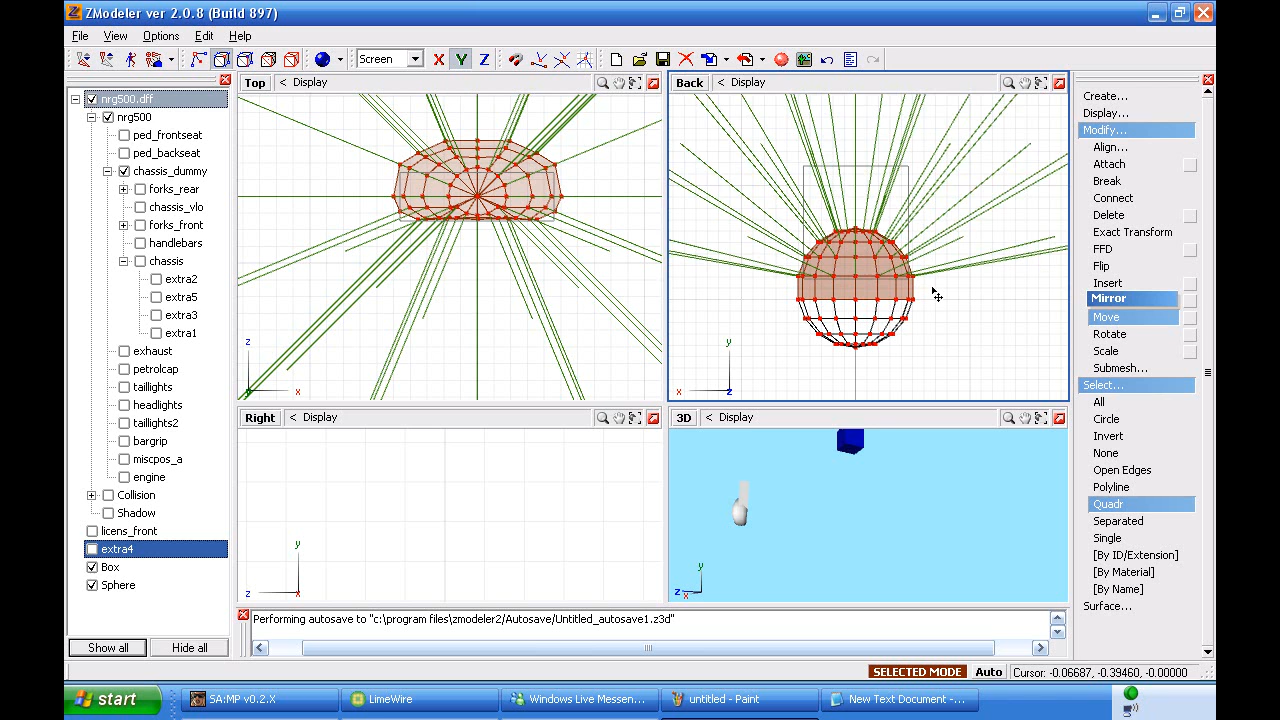 ZModeler ver 2.0.8 (Build 897)
File View Options Edit Help
Screen X Y Z
nrg500.dff
nrg500
ped_frontseat
ped_backseat
chassis_dummy
forks_rear
chassis_vlo
forks_front
handlebars
chassis
extra2
extra5
extra3
extra1
exhaust
petrolcap
taillights
headlights
taillights2
bargrip
miscpos_a
engine
Collision
Shadow
licens_front
extra4
Box
Sphere
Show all Hide all
Top < Display
z
x
Back < Display
y
x z
Right < Display
y
z x
3D < Display
y
z x
Create...
Display...
Modify...
Align...
Attach
Break
Connect
Delete
Exact Transform
FFD
Flip
Insert
Mirror
Move
Rotate
Scale
Submesh...
Select...
All
Circle
Invert
None
Open Edges
Polyline
Quadr
Separated
Single
[By ID/Extension]
[By Material]
[By Name]
Surface...
Performing autosave to "c:\program files\zmodeler2/Autosave/Untitled_autosave1.z3d"
SELECTED MODE Auto Cursor: -0.06687, -0.39460, -0.00000
start SA:MP v0.2.X LimeWire Windows Live Messen... untitled - Paint New Text Document -...